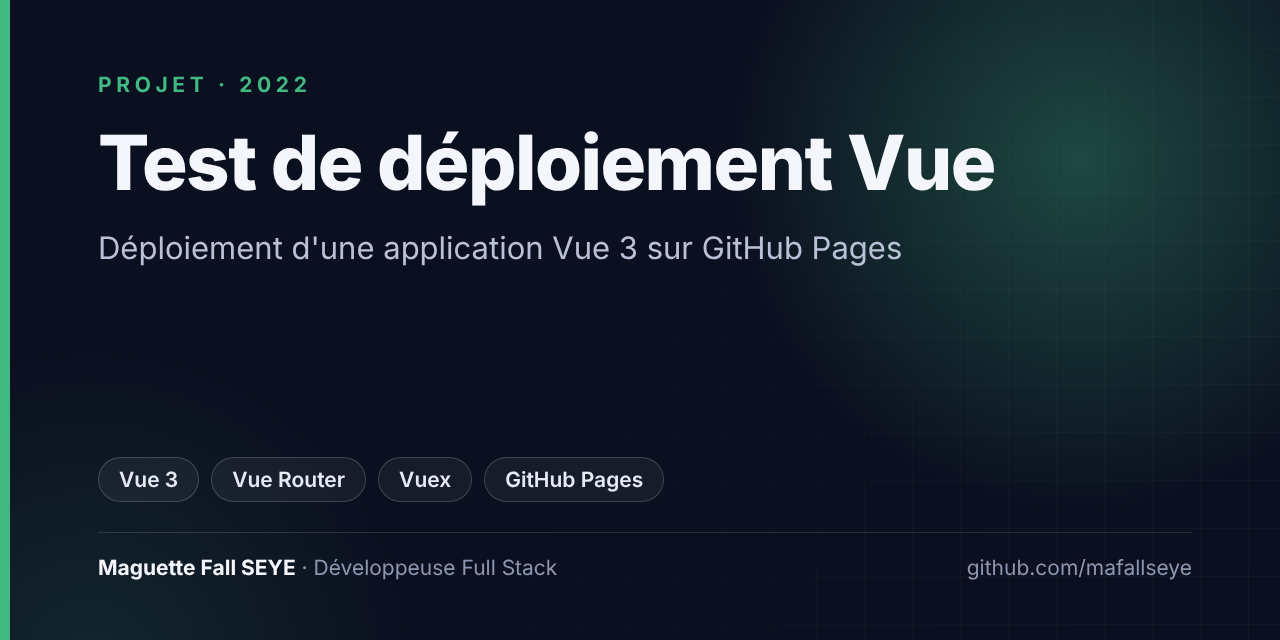 PROJET · 2022
Test de déploiement Vue
Déploiement d'une application Vue 3 sur GitHub Pages
Vue 3 Vue Router Vuex GitHub Pages
Maguette Fall SEYE · Développeuse Full Stack github.com/mafallseye